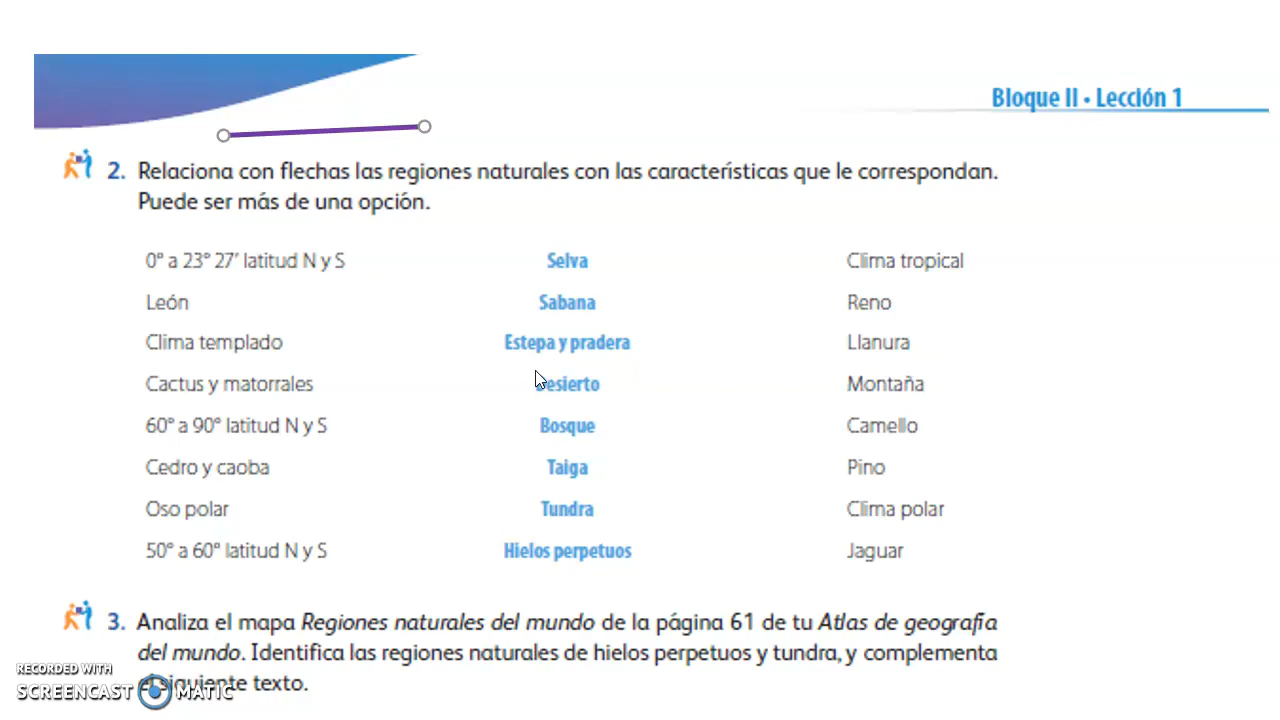 Bloque II • Lección 1
2. Relaciona con flechas las regiones naturales con las características que le correspondan.
Puede ser más de una opción.
0° a 23° 27’ latitud N y S Selva Clima tropical
León Sabana Reno
Clima templado Estepa y pradera Llanura
Cactus y matorrales Desierto Montaña
60° a 90° latitud N y S Bosque Camello
Cedro y caoba Taiga Pino
Oso polar Tundra Clima polar
50° a 60° latitud N y S Hielos perpetuos Jaguar
3. Analiza el mapa Regiones naturales del mundo de la página 61 de tu Atlas de geografía
del mundo. Identifica las regiones naturales de hielos perpetuos y tundra, y complementa
el siguiente texto.
RECORDED WITH
SCREENCAST MATIC